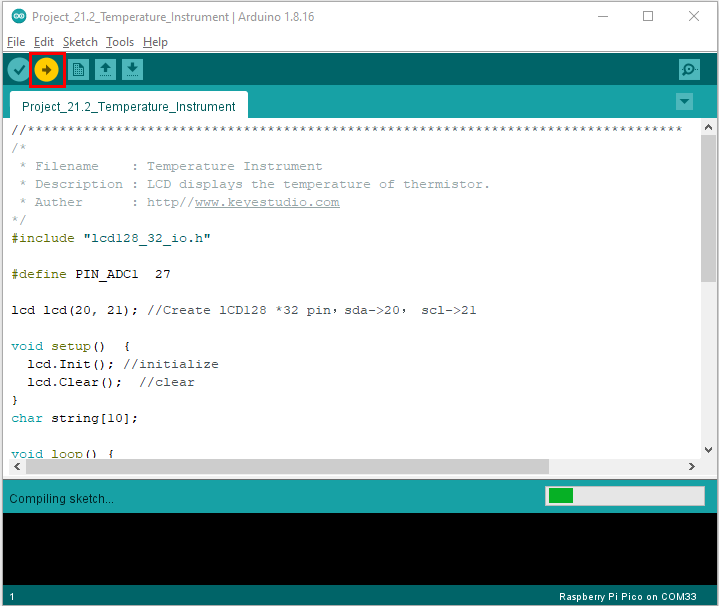 Project_21.2_Temperature_Instrument | Arduino 1.8.16
File Edit Sketch Tools Help
Project_21.2_Temperature_Instrument
//**********************************************************************************
/*
 * Filename    : Temperature Instrument
 * Description : LCD displays the temperature of thermistor.
 * Auther      : http//www.keyestudio.com
*/
#include "lcd128_32_io.h"
#define PIN_ADC1  27
lcd lcd(20, 21); //Create lCD128 *32 pin，sda->20， scl->21
void setup()  {
  lcd.Init(); //initialize
  lcd.Clear();  //clear
}
char string[10];
void loop() {
Compiling sketch...
1
Raspberry Pi Pico on COM33